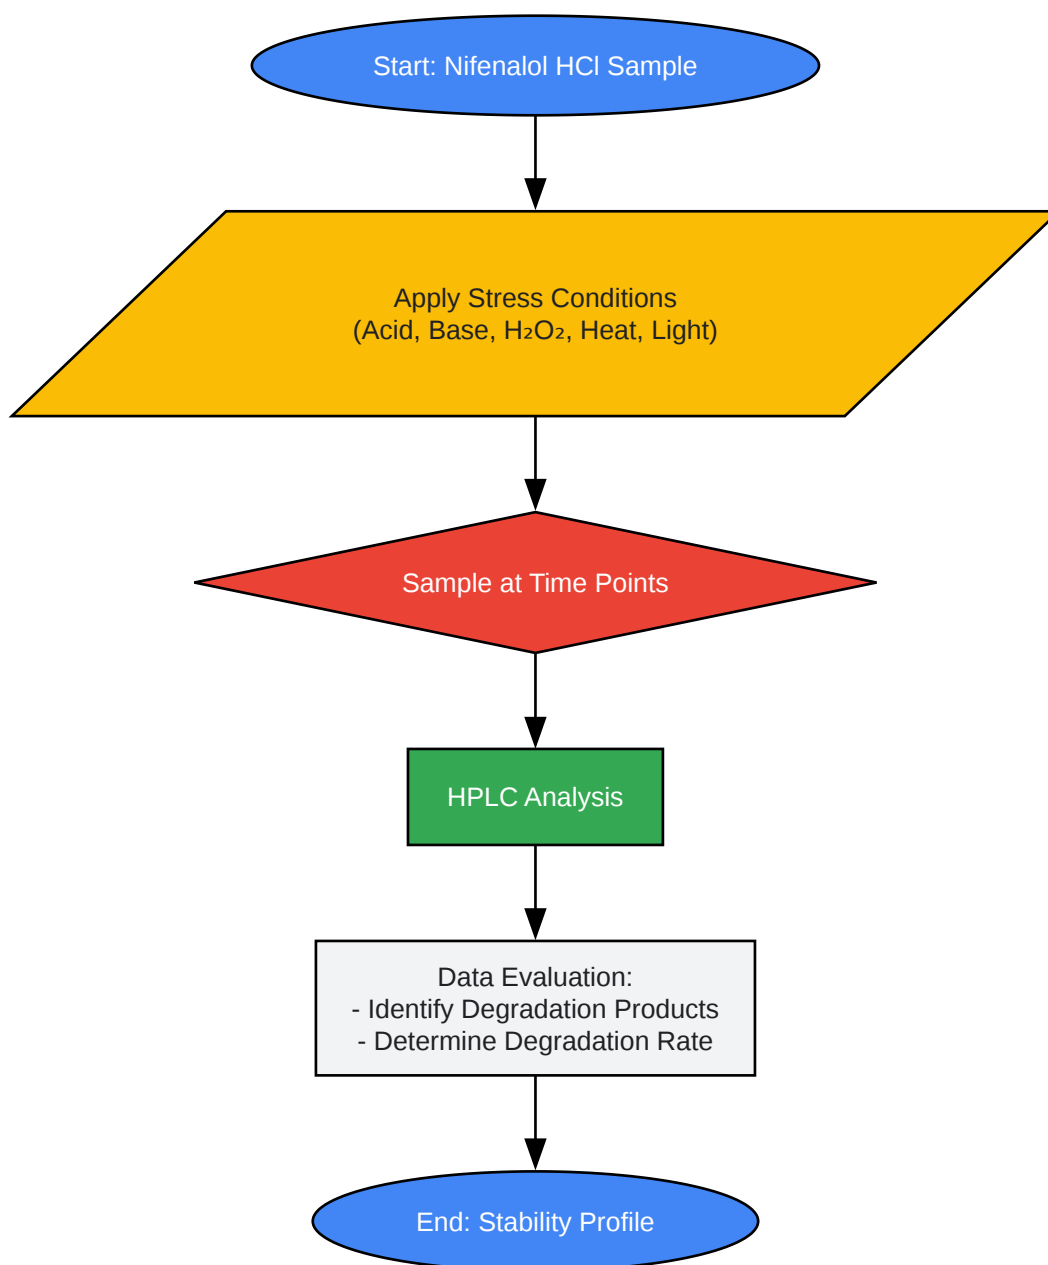 Start: Nifenalol HCl Sample
Apply Stress Conditions
(Acid, Base, H₂O₂, Heat, Light)
Sample at Time Points
HPLC Analysis
Data Evaluation:
- Identify Degradation Products
- Determine Degradation Rate
End: Stability Profile